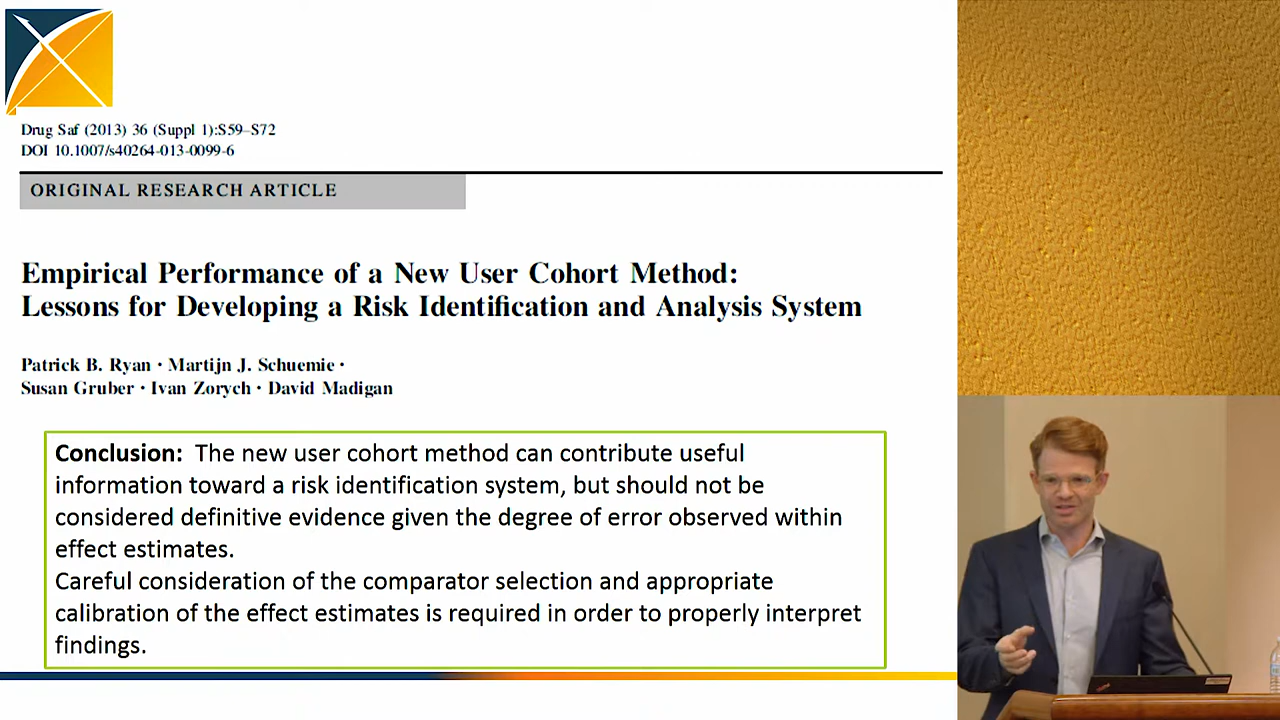 Drug Saf (2013) 36 (Suppl 1):S59–S72
DOI 10.1007/s40264-013-0099-6
ORIGINAL RESEARCH ARTICLE
Empirical Performance of a New User Cohort Method:
Lessons for Developing a Risk Identification and Analysis System
Patrick B. Ryan · Martijn J. Schuemie ·
Susan Gruber · Ivan Zorych · David Madigan
Conclusion: The new user cohort method can contribute useful
information toward a risk identification system, but should not be
considered definitive evidence given the degree of error observed within
effect estimates.
Careful consideration of the comparator selection and appropriate
calibration of the effect estimates is required in order to properly interpret
findings.